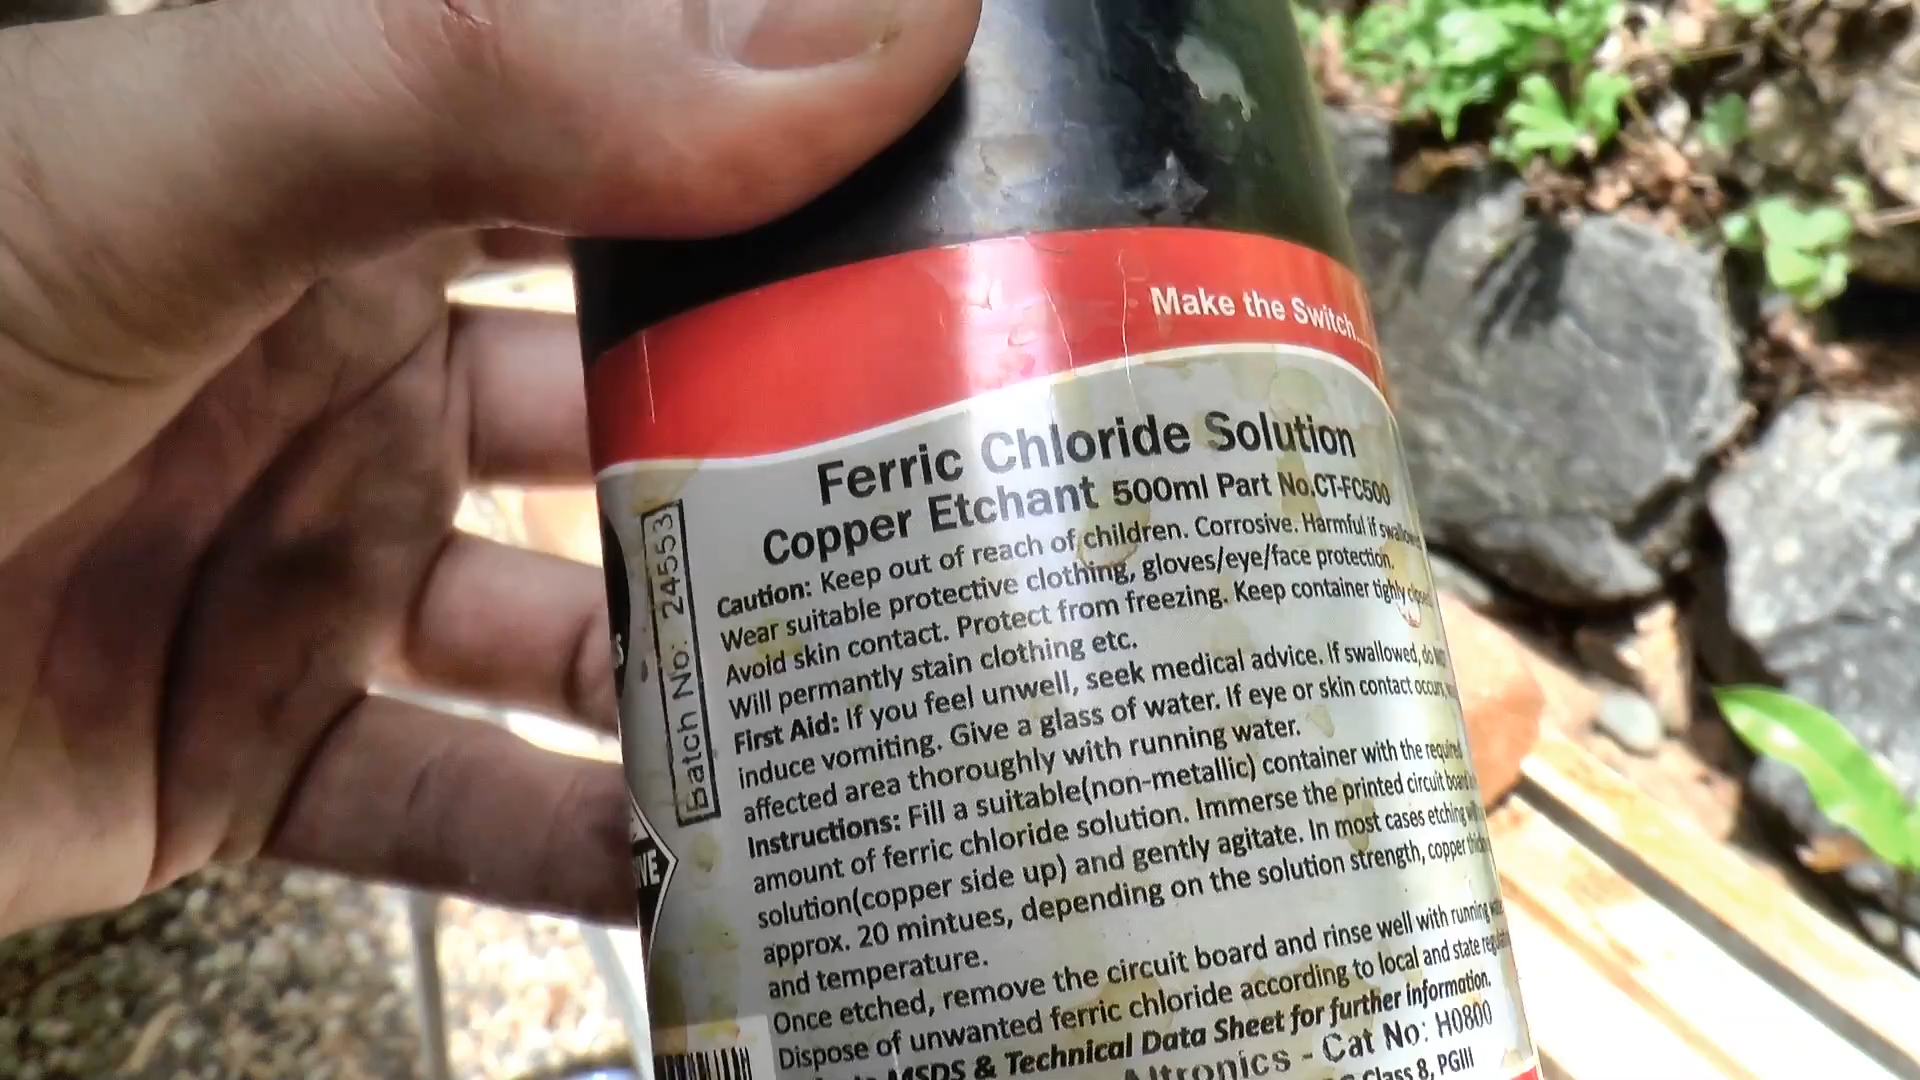 Make the Switch...
Ferric Chloride Solution
Copper Etchant 500ml Part No.CT-FC500
Caution: Keep out of reach of children. Corrosive. Harmful if swallowed
Wear suitable protective clothing, gloves/eye/face protection.
Avoid skin contact. Protect from freezing. Keep container tightly closed
Will permantly stain clothing etc.
First Aid: If you feel unwell, seek medical advice. If swallowed, do NOT
induce vomiting. Give a glass of water. If eye or skin contact occurs,
affected area thoroughly with running water.
Instructions: Fill a suitable(non-metallic) container with the required
amount of ferric chloride solution. Immerse the printed circuit board
solution(copper side up) and gently agitate. In most cases etching
approx. 20 mintues, depending on the solution strength, copper
and temperature.
Once etched, remove the circuit board and rinse well with running
Dispose of unwanted ferric chloride according to local and state
MSDS & Technical Data Sheet for further information.
Altronics - Cat No: H0800
Class 8, PGIII
Batch No: 24553